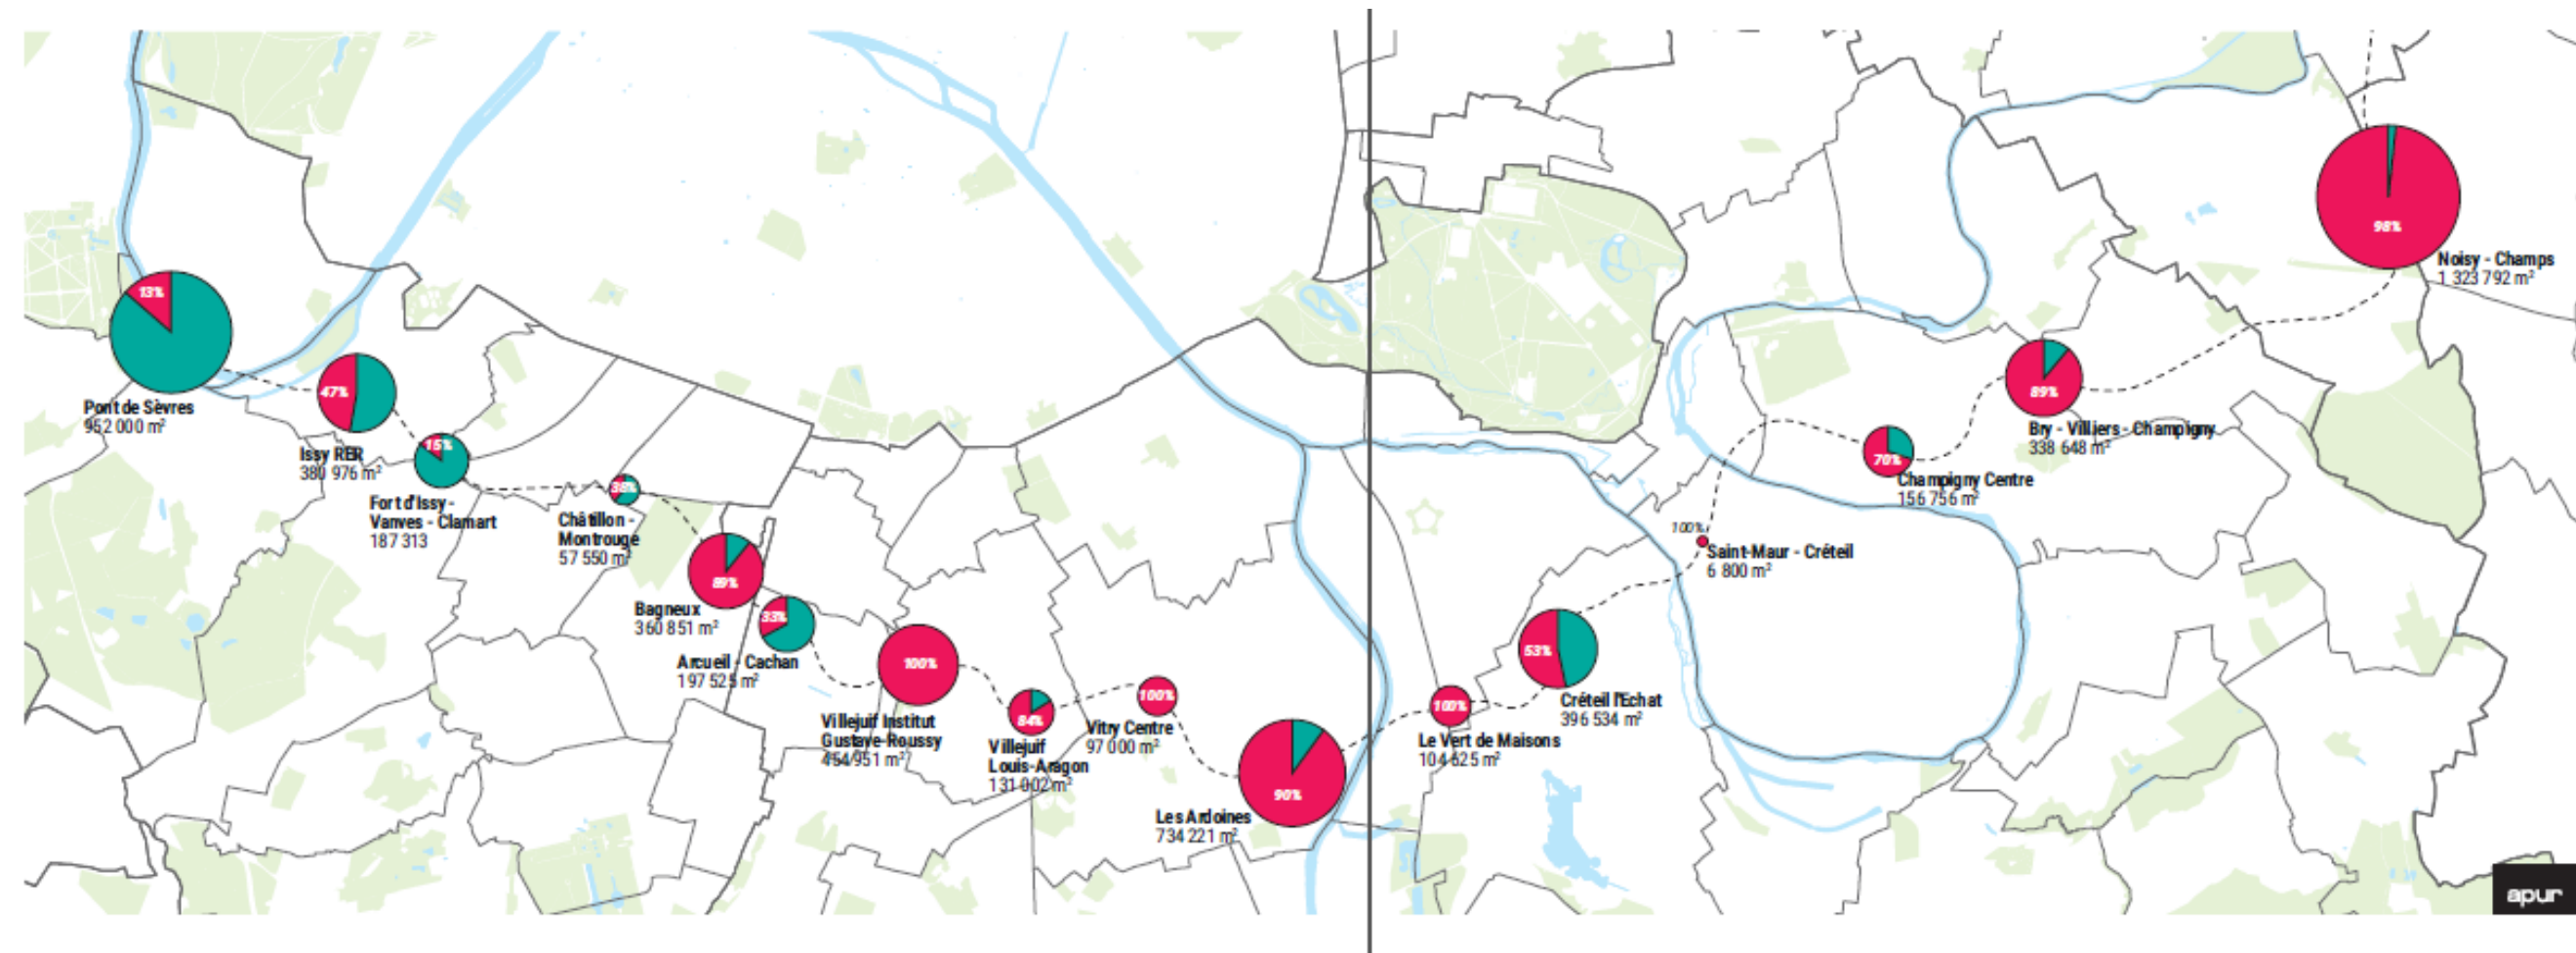 13%
Pont de Sèvres
952 000 m²
47%
Issy RER
380 976 m²
15%
Fort d'Issy -
Vanves - Clamart
187 313
Châtillon -
Montrouge
57 550 m²
89%
Bagneux
360 851 m²
33%
Arcueil - Cachan
197 525 m²
100%
Villejuif Institut
Gustave-Roussy
454 951 m²
84%
Villejuif
Louis-Aragon
131 002 m²
100%
Vitry Centre
97 000 m²
90%
Les Ardoines
734 221 m²
100%
Le Vert de Maisons
104 625 m²
53%
Créteil l'Echat
396 534 m²
100%
Saint-Maur - Créteil
6 800 m²
70%
Champigny Centre
156 756 m²
89%
Bry - Villiers - Champigny
338 648 m²
98%
Noisy - Champs
1 323 792 m²
apur